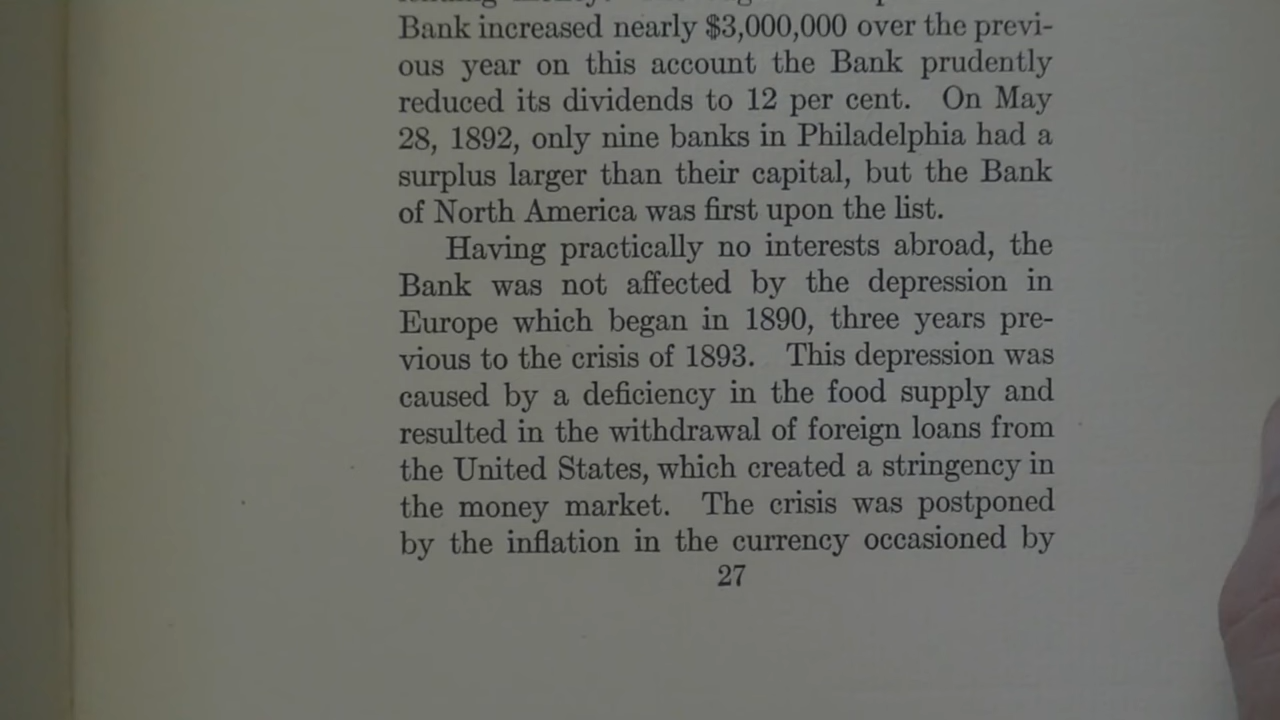 Bank increased nearly $3,000,000 over the previ-
ous year on this account the Bank prudently
reduced its dividends to 12 per cent. On May
28, 1892, only nine banks in Philadelphia had a
surplus larger than their capital, but the Bank
of North America was first upon the list.
Having practically no interests abroad, the
Bank was not affected by the depression in
Europe which began in 1890, three years pre-
vious to the crisis of 1893. This depression was
caused by a deficiency in the food supply and
resulted in the withdrawal of foreign loans from
the United States, which created a stringency in
the money market. The crisis was postponed
by the inflation in the currency occasioned by
27